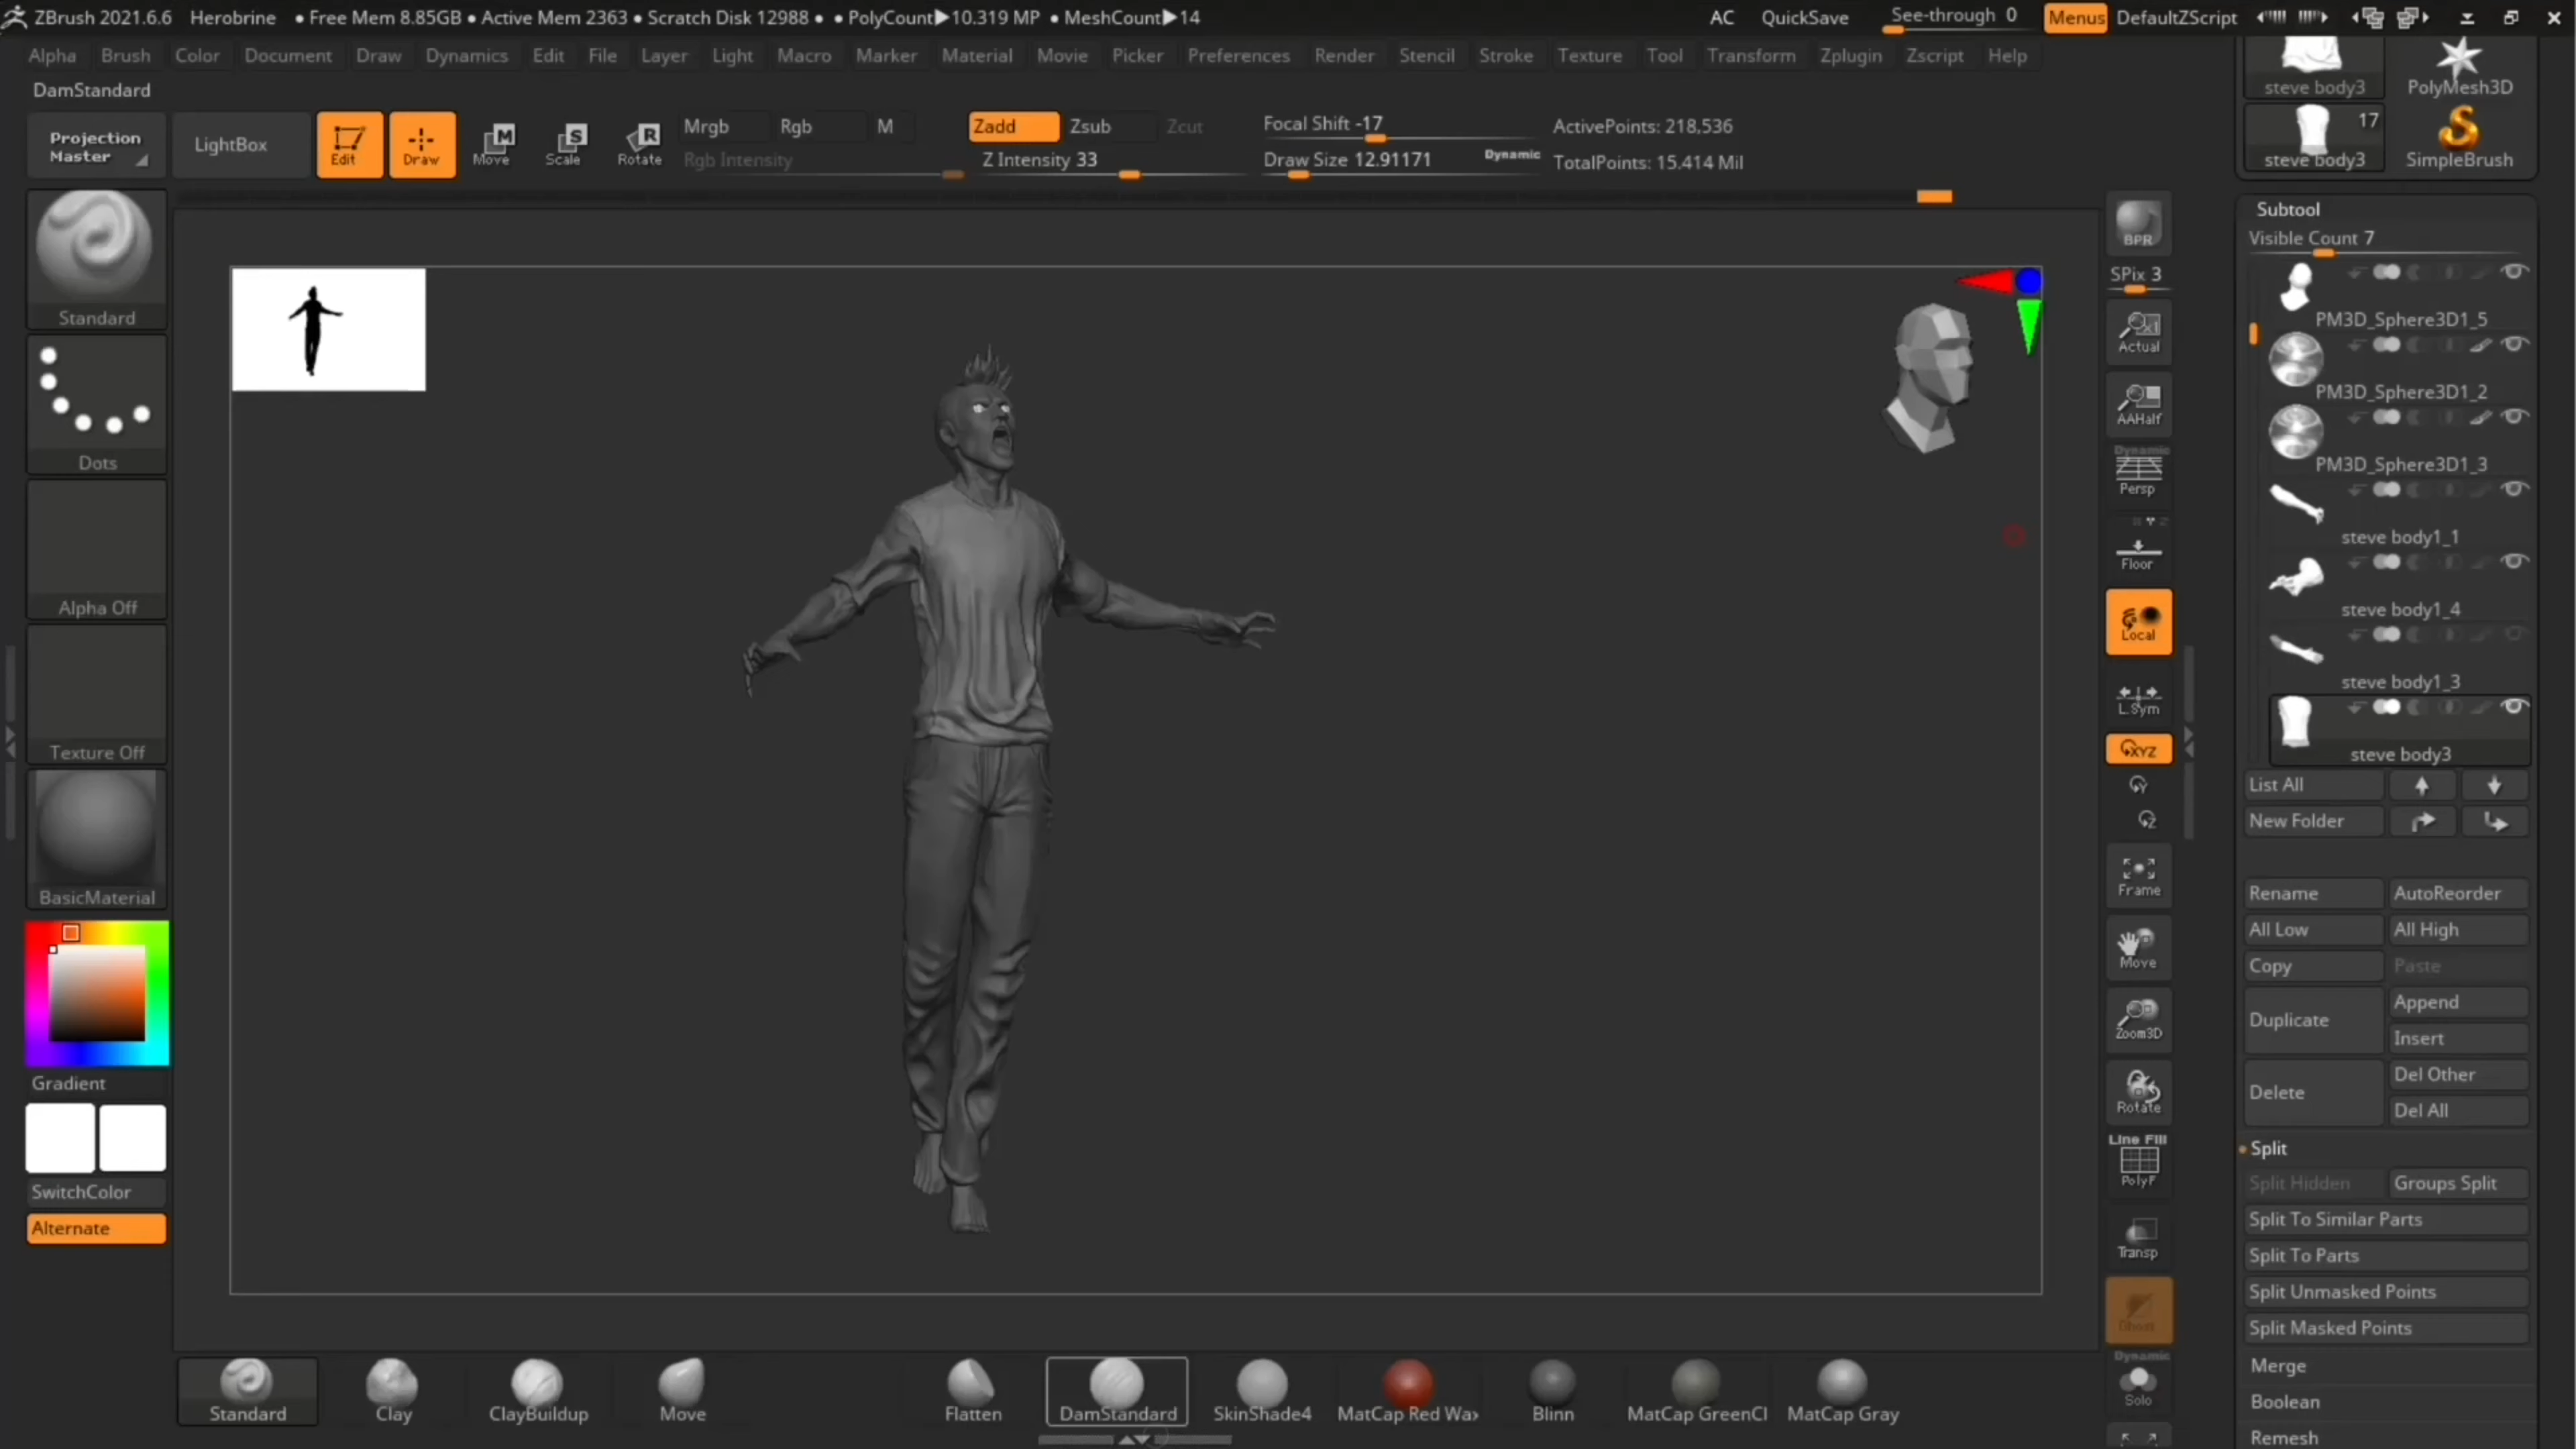 ZBrush 2021.6.6 Herobrine • Free Mem 8.85GB • Active Mem 2363 • Scratch Disk 12988 • • PolyCount▶10.319 MP • MeshCount▶14 AC QuickSave See-through 0 Menus DefaultZScript
Alpha Brush Color Document Draw Dynamics Edit File Layer Light Macro Marker Material Movie Picker Preferences Render Stencil Stroke Texture Tool Transform Zplugin Zscript Help
DamStandard
Projection Master
LightBox
Edit
Draw
M
Move
S
Scale
R
Rotate
Mrgb Rgb M
Rgb Intensity
Zadd Zsub Zcut
Z Intensity 33
Focal Shift -17
Draw Size 12.91171
Dynamic
ActivePoints: 218,536
TotalPoints: 15.414 Mil
steve body3
PolyMesh3D
17
steve body3
SimpleBrush
Standard
Dots
Alpha Off
Texture Off
BasicMaterial
Gradient
SwitchColor
Alternate
BPR
SPix 3
Actual
AAHalf
Dynamic
Persp
Floor
Local
L.Sym
XYZ
Y
Z
Frame
Move
Zoom3D
Rotate
Line Fill
PolyF
Transp
Ghost
Dynamic
Solo
Subtool
Visible Count 7
PM3D_Sphere3D1_5
PM3D_Sphere3D1_2
PM3D_Sphere3D1_3
steve body1_1
steve body1_4
steve body1_3
steve body3
List All
New Folder
Rename AutoReorder
All Low All High
Copy Paste
Duplicate
Append
Insert
Delete
Del Other
Del All
Split
Split Hidden Groups Split
Split To Similar Parts
Split To Parts
Split Unmasked Points
Split Masked Points
Merge
Boolean
Remesh
Standard Clay ClayBuildup Move Flatten DamStandard SkinShade4 MatCap Red Wax Blinn MatCap GreenCl MatCap Gray